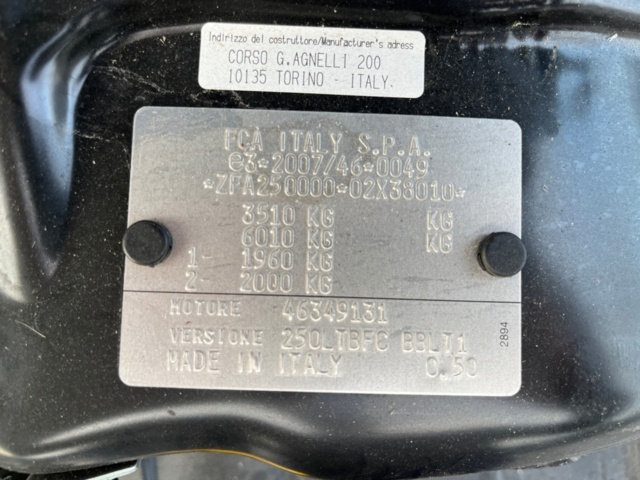 Indirizzo del costruttore/Manufacturer's adress
CORSO G.AGNELLI 200
10135 TORINO - ITALY.
FCA ITALY S.P.A.
e3*2007/46*0049
*ZFA250000*02X38010*
3510 KG KG
6010 KG KG
1- 1960 KG
2- 2000 KG
MOTORE 46349131
VERSIONE 250LTBFC BBLT1
MADE IN ITALY 0.50
2894